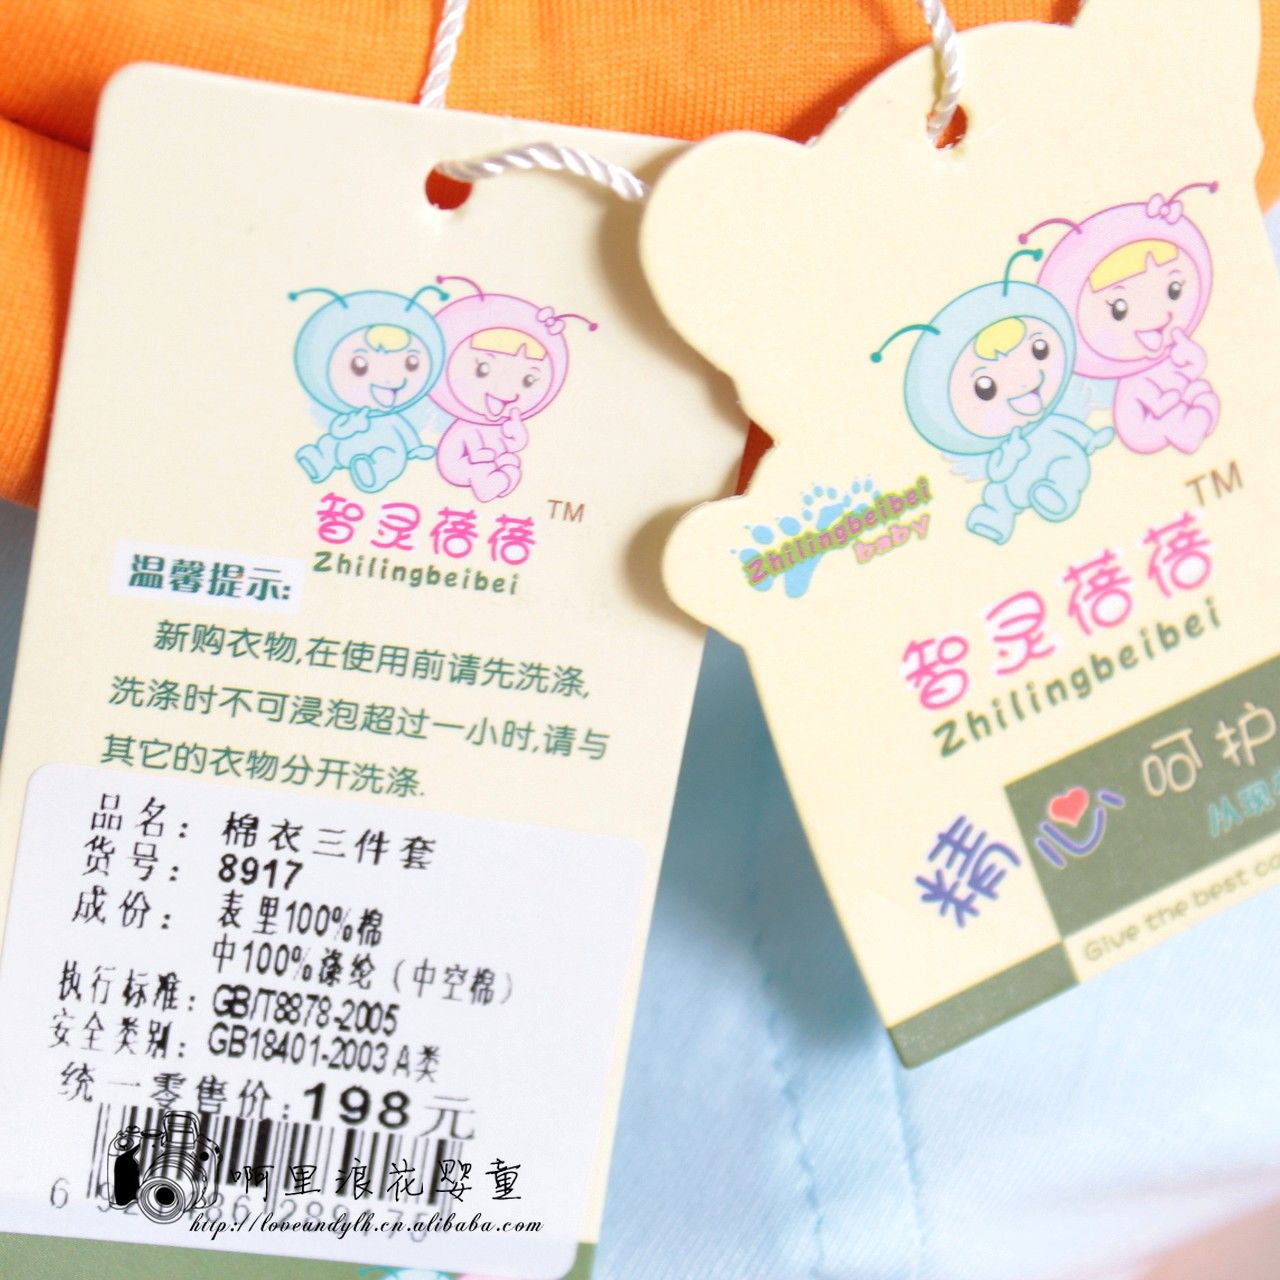 智灵蓓蓓 TM
Zhilingbeibei
温馨提示:
新购衣物,在使用前请先洗涤,
洗涤时不可浸泡超过一小时,请与
其它的衣物分开洗涤.
品名: 棉衣三件套
货号: 8917
成份: 表里100%棉
中100%涤纶（中空棉）
执行标准: GB/T8878-2005
安全类别: GB18401-2003 A类
统一零售价: 198元
啊里浪花婴童
http://loveandylh.cn.alibaba.com
Zhilingbeibei
baby
智灵蓓蓓 TM
Zhilingbeibei
精心呵护
Give the best